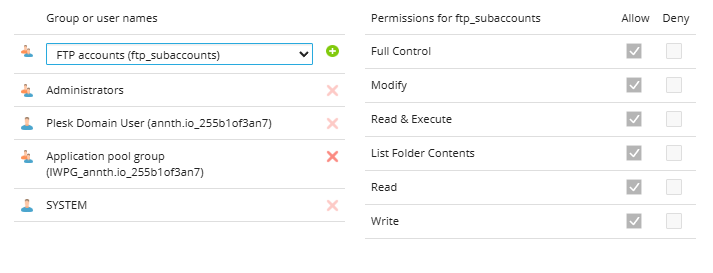 Group or user names
FTP accounts (ftp_subaccounts)
Administrators
Plesk Domain User (annth.io_255b1of3an7)
Application pool group
(IWPG_annth.io_255b1of3an7)
SYSTEM
Permissions for ftp_subaccounts Allow Deny
Full Control
Modify
Read & Execute
List Folder Contents
Read
Write